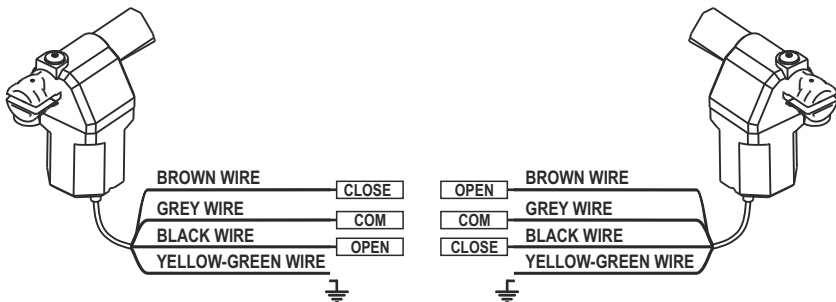 BROWN WIRE CLOSE
GREY WIRE COM
BLACK WIRE OPEN
YELLOW-GREEN WIRE
OPEN BROWN WIRE
COM GREY WIRE
CLOSE BLACK WIRE
YELLOW-GREEN WIRE